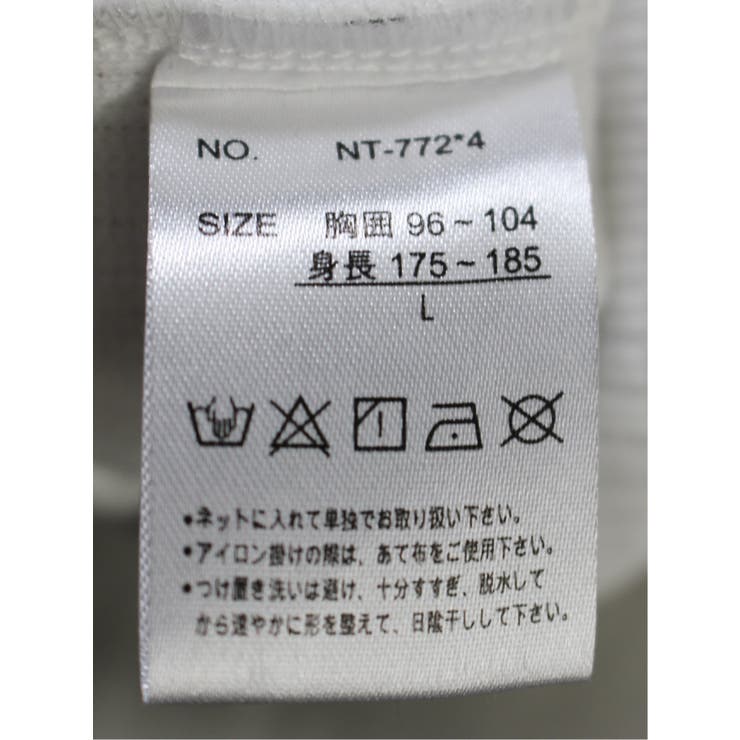 NO. NT-772*4
SIZE 胸囲 96~104
身長 175~185
L
•ネットに入れて単独でお取り扱い下さい。
•アイロン掛けの際は、あて布をご使用下さい。
•つけ置き洗いは避け、十分すすぎ、脱水して
から速やかに形を整えて、日陰干しして下さい。